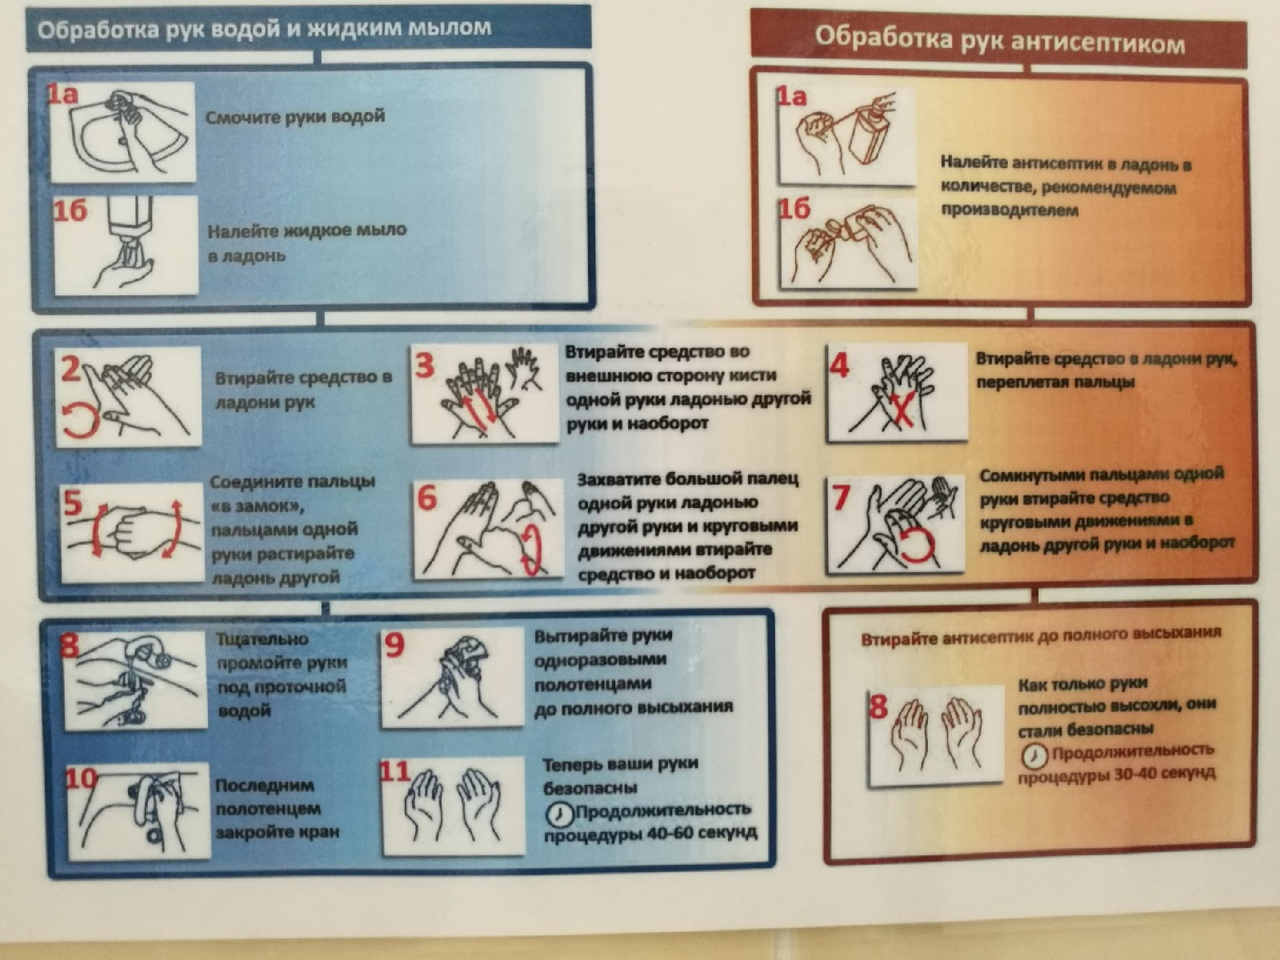 Обработка рук водой и жидким мылом
1а
Смочите руки водой
1б
Налейте жидкое мыло
в ладонь
Обработка рук антисептиком
1а
1б
Налейте антисептик в ладонь в
количестве, рекомендуемом
производителем
2
Втирайте средство в
ладони рук
3
Втирайте средство во
внешнюю сторону кисти
одной руки ладонью другой
руки и наоборот
4
Втирайте средство в ладони рук,
переплетая пальцы
5
Соедините пальцы
«в замок»,
пальцами одной
руки растирайте
ладонь другой
6
Захватите большой палец
одной руки ладонью
другой руки и круговыми
движениями втирайте
средство и наоборот
7
Сомкнутыми пальцами одной
руки втирайте средство
круговыми движениями в
ладонь другой руки и наоборот
8
Тщательно
промойте руки
под проточной
водой
9
Вытирайте руки
одноразовыми
полотенцами
до полного высыхания
10
Последним
полотенцем
закройте кран
11
Теперь ваши руки
безопасны
Продолжительность
процедуры 40-60 секунд
Втирайте антисептик до полного высыхания
8
Как только руки
полностью высохли, они
стали безопасны
Продолжительность
процедуры 30-40 секунд